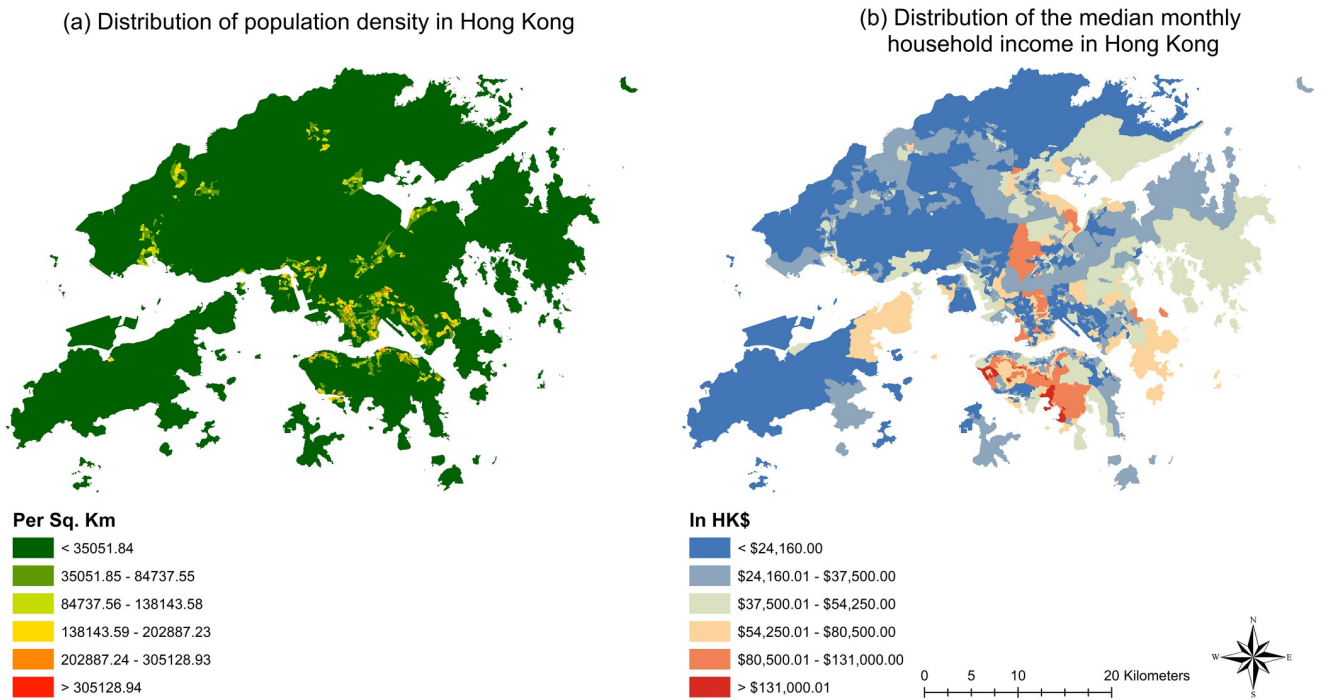 (a) Distribution of population density in Hong Kong
(b) Distribution of the median monthly
household income in Hong Kong
Per Sq. Km
< 35051.84
35051.85 - 84737.55
84737.56 - 138143.58
138143.59 - 202887.23
202887.24 - 305128.93
> 305128.94
In HK$
< $24,160.00
$24,160.01 - $37,500.00
$37,500.01 - $54,250.00
$54,250.01 - $80,500.00
$80,500.01 - $131,000.00
> $131,000.01
0 5 10 20 Kilometers
N
W E
S